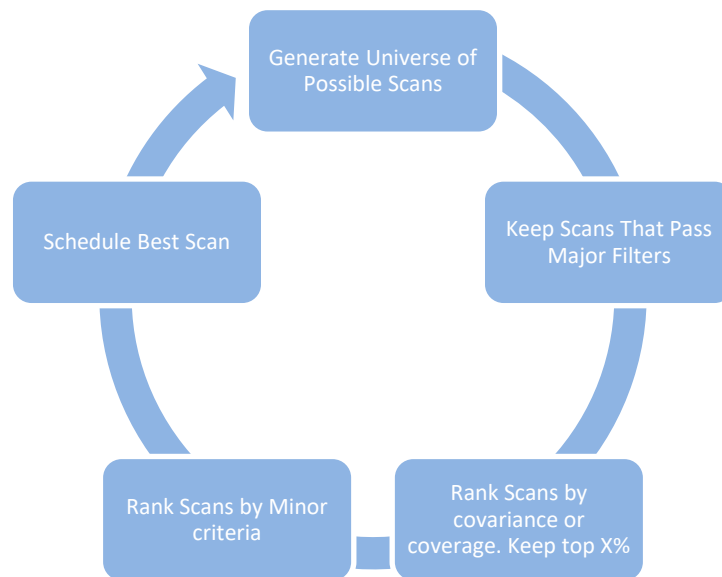 Generate Universe of
Possible Scans
Keep Scans That Pass
Major Filters
Rank Scans by
covariance or
coverage. Keep top X%
Rank Scans by Minor
criteria
Schedule Best Scan